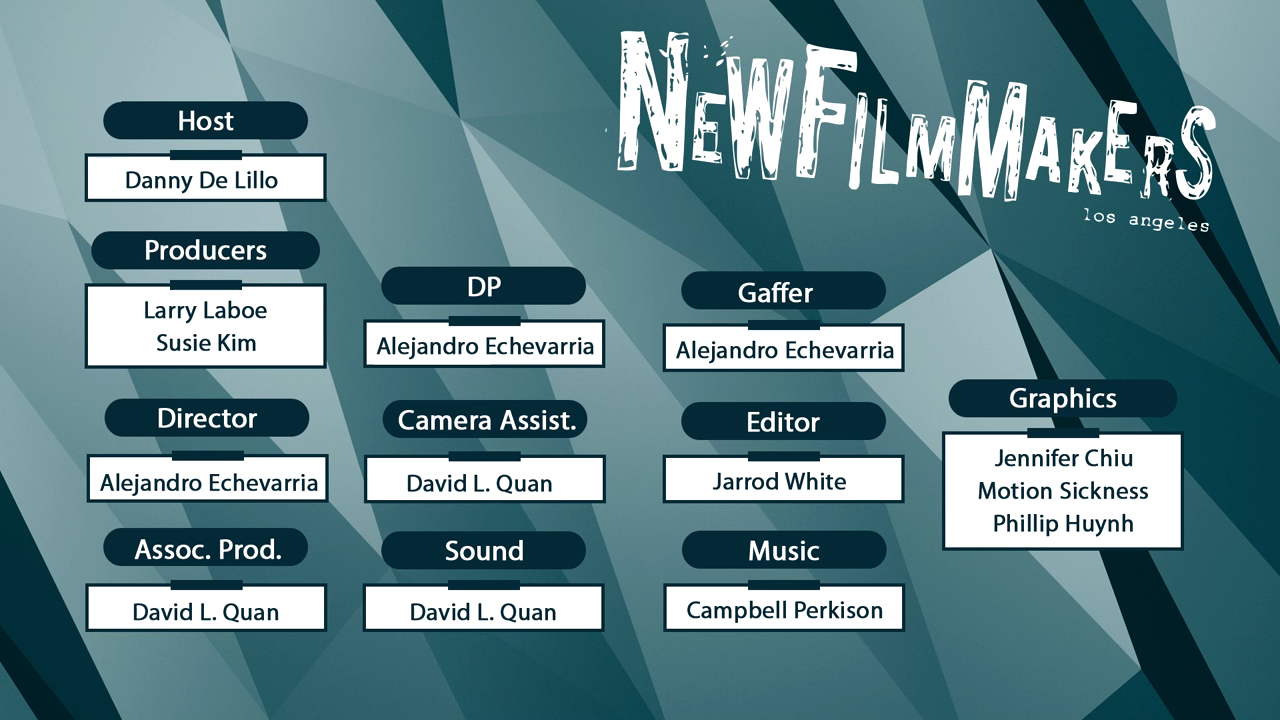 NEWFILMMAKERS
los angeles
Host
Danny De Lillo
Producers
Larry Laboe
Susie Kim
Director
Alejandro Echevarria
Assoc. Prod.
David L. Quan
DP
Alejandro Echevarria
Camera Assist.
David L. Quan
Sound
David L. Quan
Gaffer
Alejandro Echevarria
Editor
Jarrod White
Music
Campbell Perkison
Graphics
Jennifer Chiu
Motion Sickness
Phillip Huynh